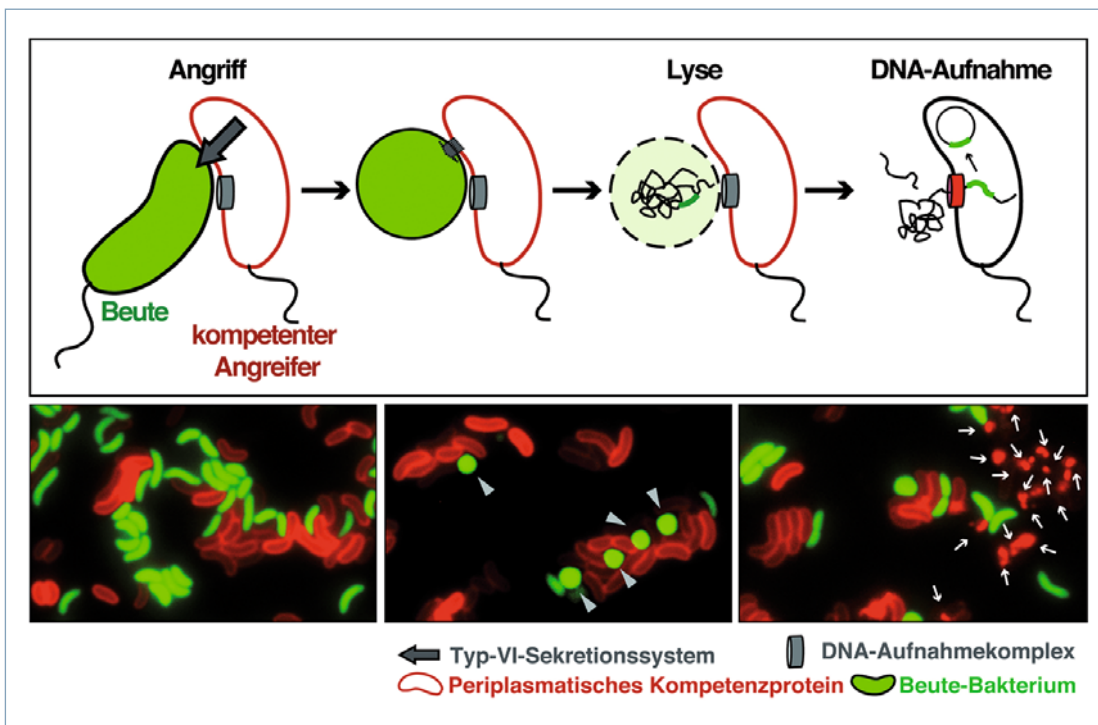 Angriff
Lyse
DNA-Aufnahme
Beute
kompetenter
Angreifer
Typ-VI-Sekretionssystem
DNA-Aufnahmekomplex
Periplasmatisches Kompetenzprotein
Beute-Bakterium